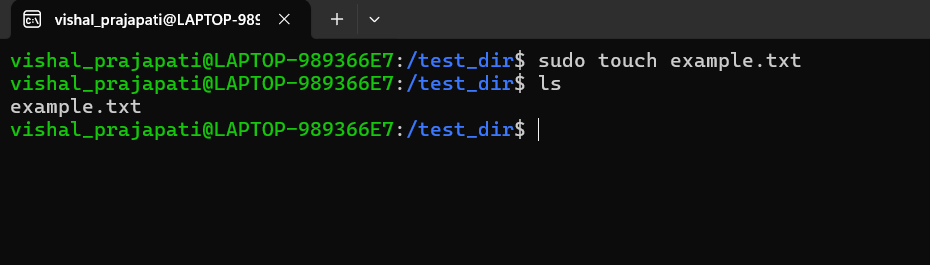 vishal_prajapati@LAPTOP-989
vishal_prajapati@LAPTOP-989366E7:/test_dir$ sudo touch example.txt
vishal_prajapati@LAPTOP-989366E7:/test_dir$ ls
example.txt
vishal_prajapati@LAPTOP-989366E7:/test_dir$